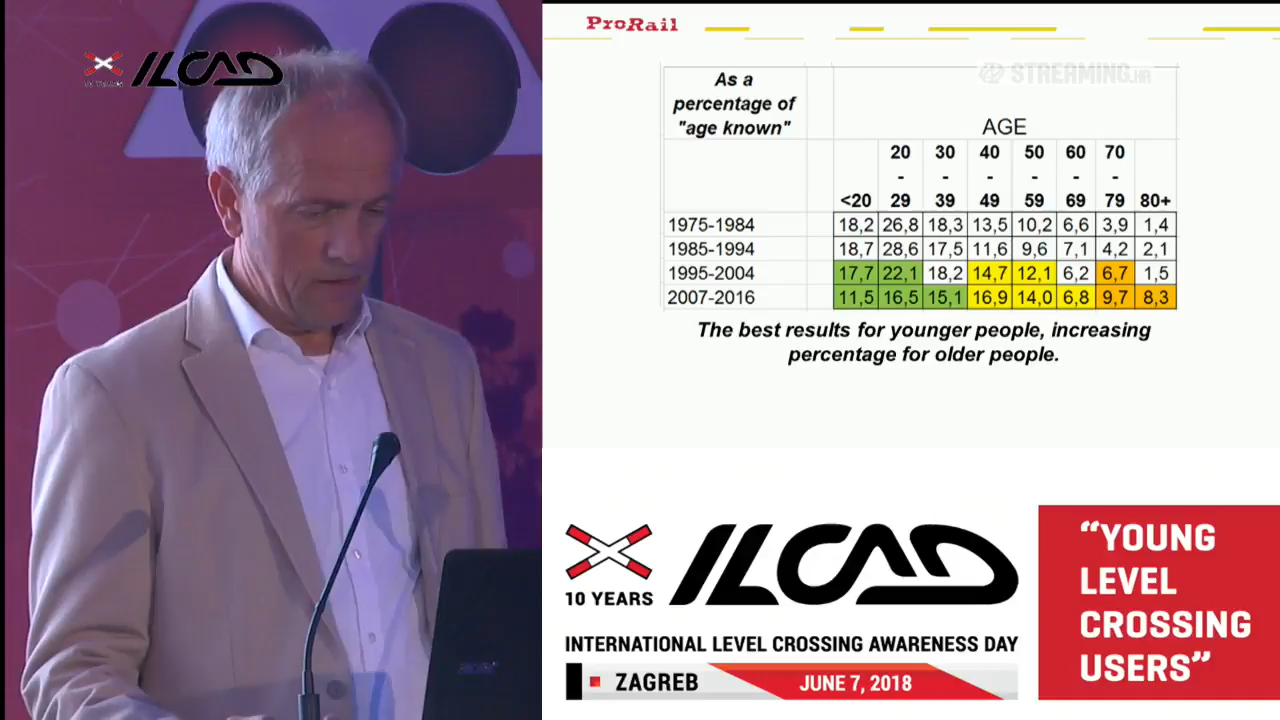 ILCAD
10 YEARS
ProRail
STREAMING.HR
As a
percentage of
"age known"
AGE
20 30 40 50 60 70
- - - - - -
<20 29 39 49 59 69 79 80+
1975-1984 18,2 26,8 18,3 13,5 10,2 6,6 3,9 1,4
1985-1994 18,7 28,6 17,5 11,6 9,6 7,1 4,2 2,1
1995-2004 17,7 22,1 18,2 14,7 12,1 6,2 6,7 1,5
2007-2016 11,5 16,5 15,1 16,9 14,0 6,8 9,7 8,3
The best results for younger people, increasing
percentage for older people.
ILCAD
10 YEARS
INTERNATIONAL LEVEL CROSSING AWARENESS DAY
ZAGREB JUNE 7, 2018
“YOUNG
LEVEL
CROSSING
USERS”